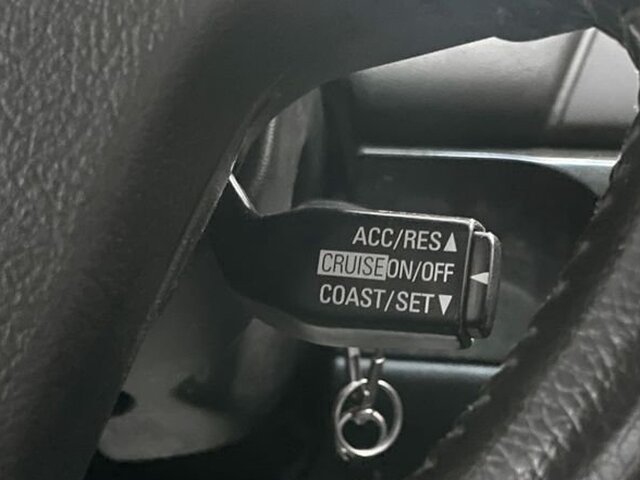 ACC/RES▲
CRUISE ON/OFF
COAST/SET▼